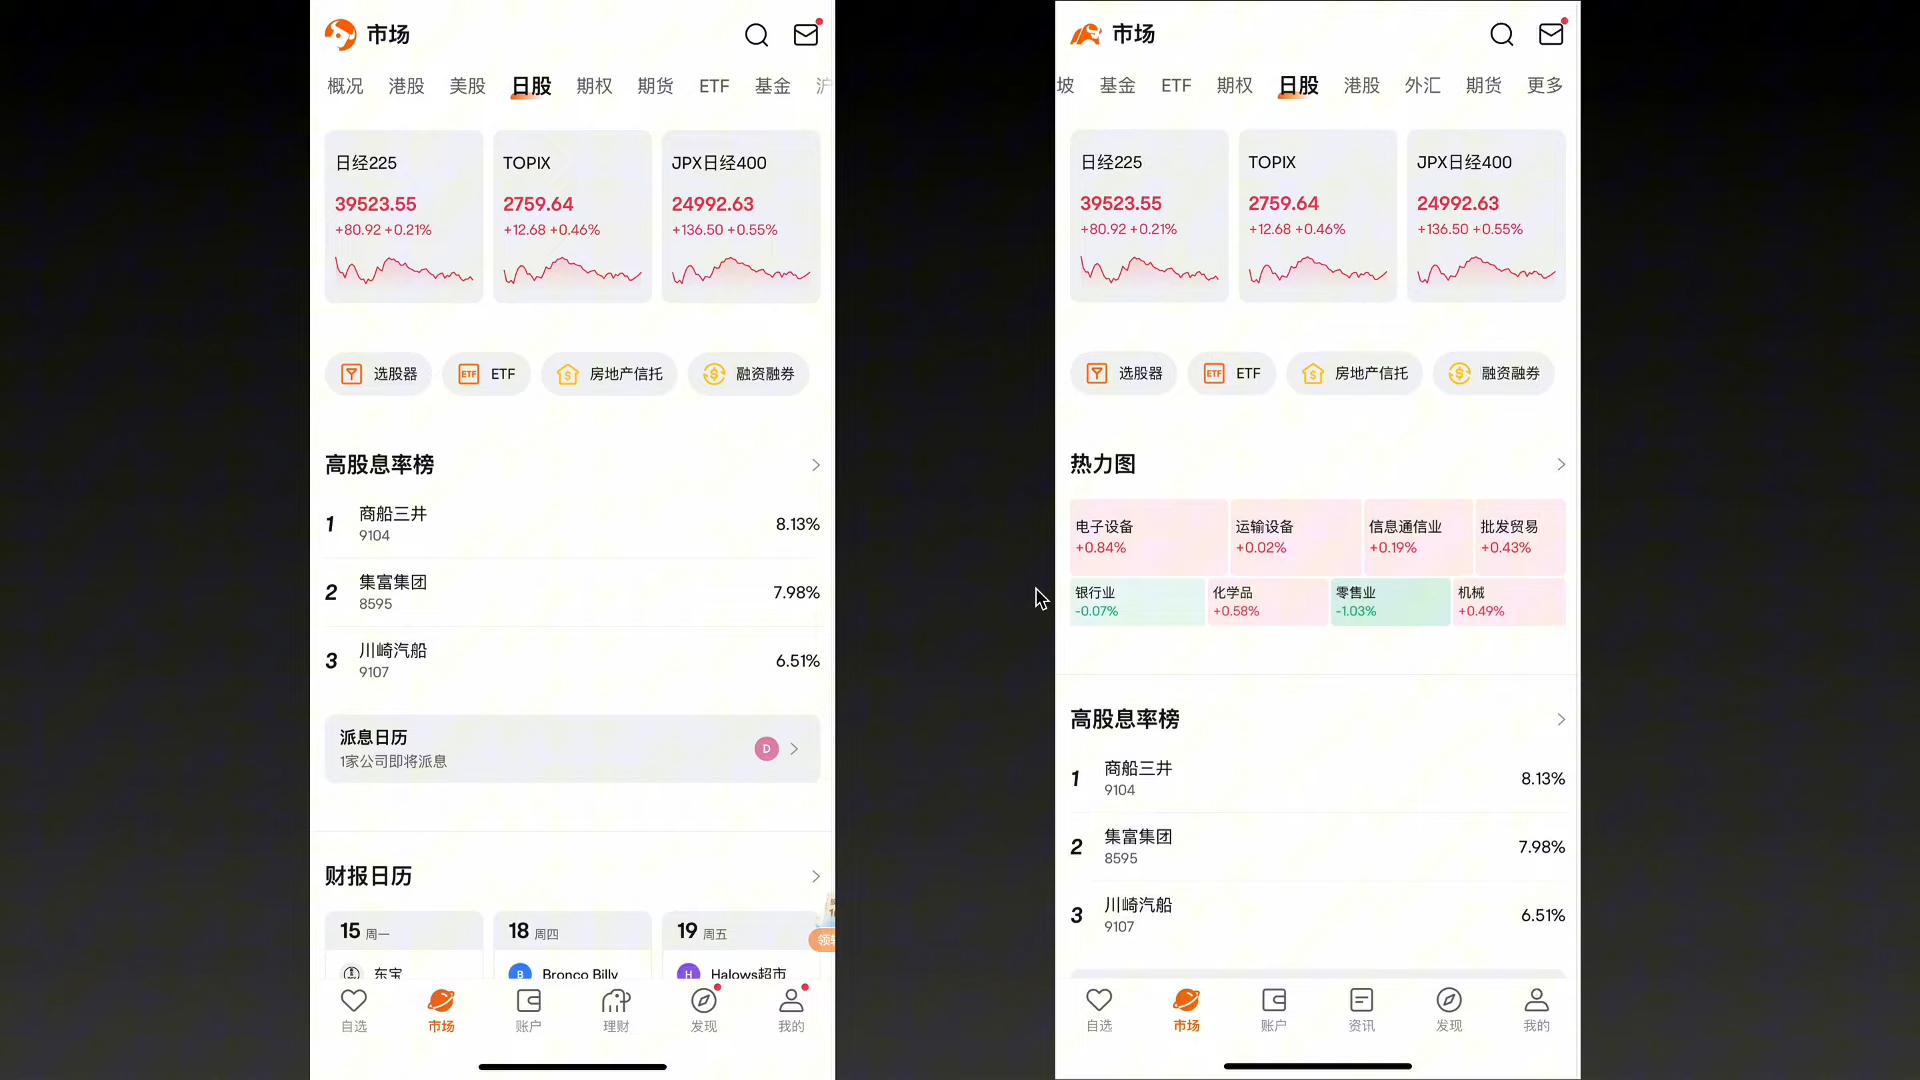 市场
概况 港股 美股 日股 期权 期货 ETF 基金 沪
日经225 TOPIX JPX日经400
39523.55 2759.64 24992.63
+80.92 +0.21% +12.68 +0.46% +136.50 +0.55%
选股器 ETF ETF $ 房地产信托 $ 融资融券
高股息率榜
1 商船三井 8.13%
9104
2 集富集团 7.98%
8595
3 川崎汽船 6.51%
9107
派息日历
1家公司即将派息
D
财报日历
15 周一 18 周四 19 周五
东宝 B Bronco Billy H Halows超市
自选 市场 账户 理财 发现 我的
市场
坡 基金 ETF 期权 日股 港股 外汇 期货 更多
日经225 TOPIX JPX日经400
39523.55 2759.64 24992.63
+80.92 +0.21% +12.68 +0.46% +136.50 +0.55%
选股器 ETF ETF $ 房地产信托 $ 融资融券
热力图
电子设备 运输设备 信息通信业 批发贸易
+0.84% +0.02% +0.19% +0.43%
银行业 化学品 零售业 机械
-0.07% +0.58% -1.03% +0.49%
高股息率榜
1 商船三井 8.13%
9104
2 集富集团 7.98%
8595
3 川崎汽船 6.51%
9107
自选 市场 账户 资讯 发现 我的